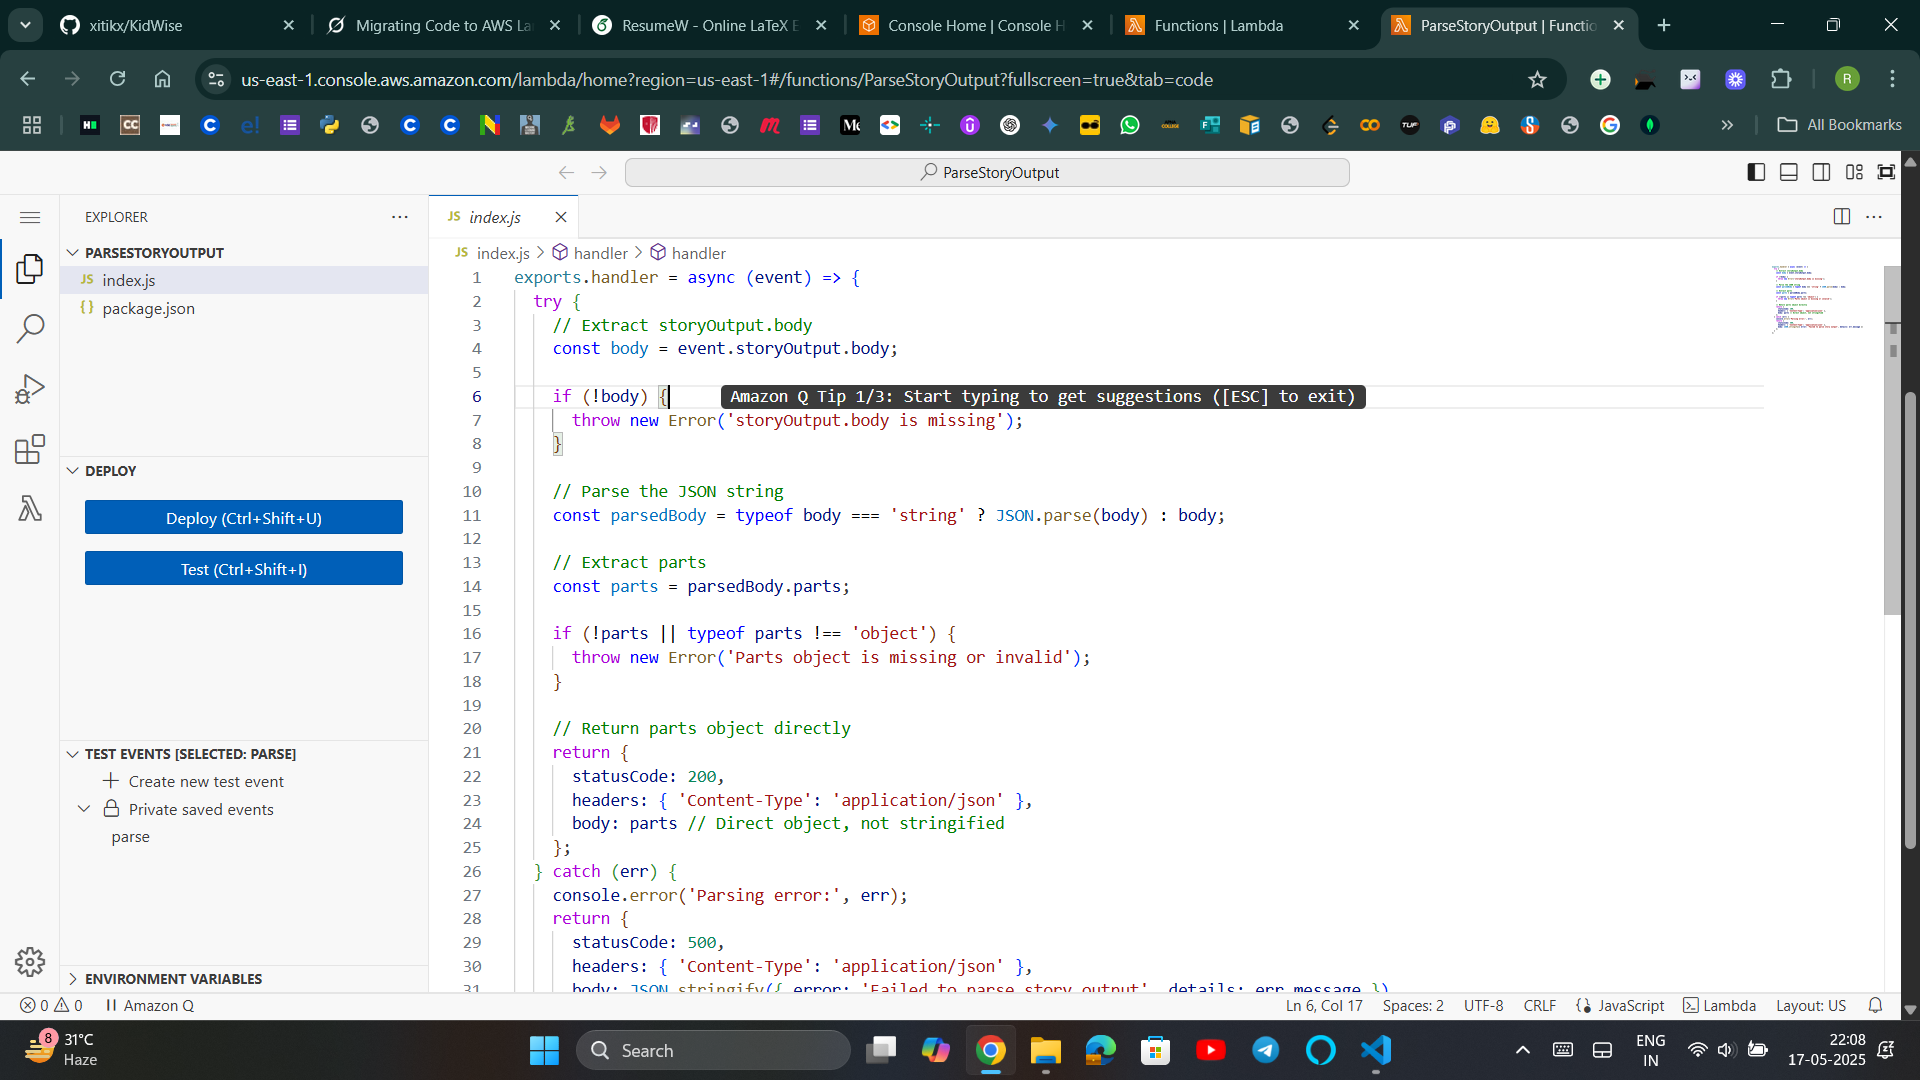 xitikx/KidWise
Migrating Code to AWS La
ResumeW - Online LaTeX E
Console Home | Console H
Functions | Lambda
ParseStoryOutput | Functio
us-east-1.console.aws.amazon.com/lambda/home?region=us-east-1#/functions/ParseStoryOutput?fullscreen=true&tab=code
R
All Bookmarks
ParseStoryOutput
EXPLORER
PARSESTORYOUTPUT
JS index.js
{} package.json
DEPLOY
Deploy (Ctrl+Shift+U)
Test (Ctrl+Shift+I)
TEST EVENTS [SELECTED: PARSE]
Create new test event
Private saved events
parse
ENVIRONMENT VARIABLES
JS index.js
JS index.js > handler > handler
1 exports.handler = async (event) => {
2 try {
3 // Extract storyOutput.body
4 const body = event.storyOutput.body;
5
6 if (!body) { Amazon Q Tip 1/3: Start typing to get suggestions ([ESC] to exit)
7 throw new Error('storyOutput.body is missing');
8 }
9
10 // Parse the JSON string
11 const parsedBody = typeof body === 'string' ? JSON.parse(body) : body;
12
13 // Extract parts
14 const parts = parsedBody.parts;
15
16 if (!parts || typeof parts !== 'object') {
17 throw new Error('Parts object is missing or invalid');
18 }
19
20 // Return parts object directly
21 return {
22 statusCode: 200,
23 headers: { 'Content-Type': 'application/json' },
24 body: parts // Direct object, not stringified
25 };
26 } catch (err) {
27 console.error('Parsing error:', err);
28 return {
29 statusCode: 500,
30 headers: { 'Content-Type': 'application/json' },
31 body: JSON.stringify({ error: 'Failed to parse story output', details: err.message })
0 0 Amazon Q
Ln 6, Col 17 Spaces: 2 UTF-8 CRLF JavaScript Lambda Layout: US
8 31°C
Haze
Search
ENG
IN
22:08
17-05-2025